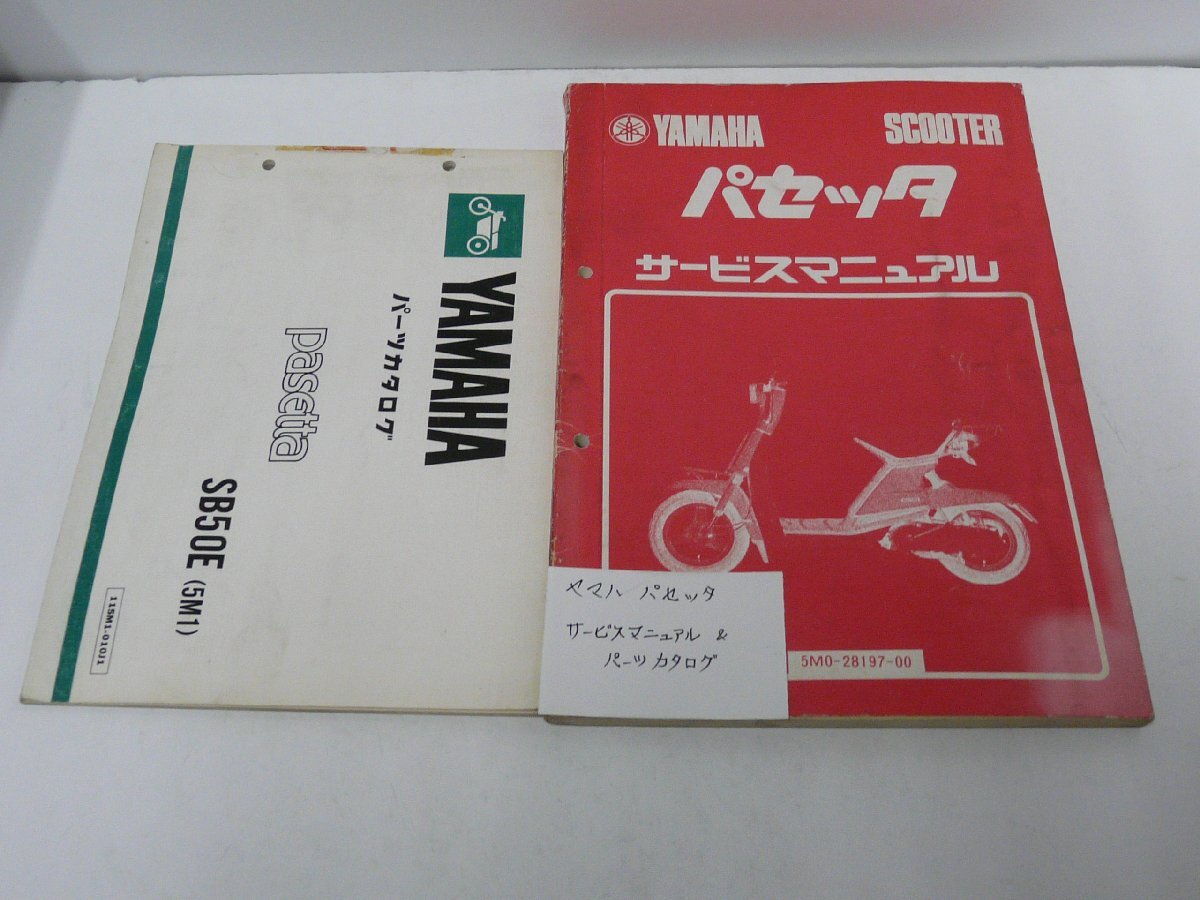 YAMAHA
パーツカタログ
pasetta
SB50E (5M1)
115M1-010J1
YAMAHA SCOOTER
パセッタ
サービスマニュアル
5M0-28197-00
ヤマハ パセッタ
サービスマニュアル &
パーツカタログ